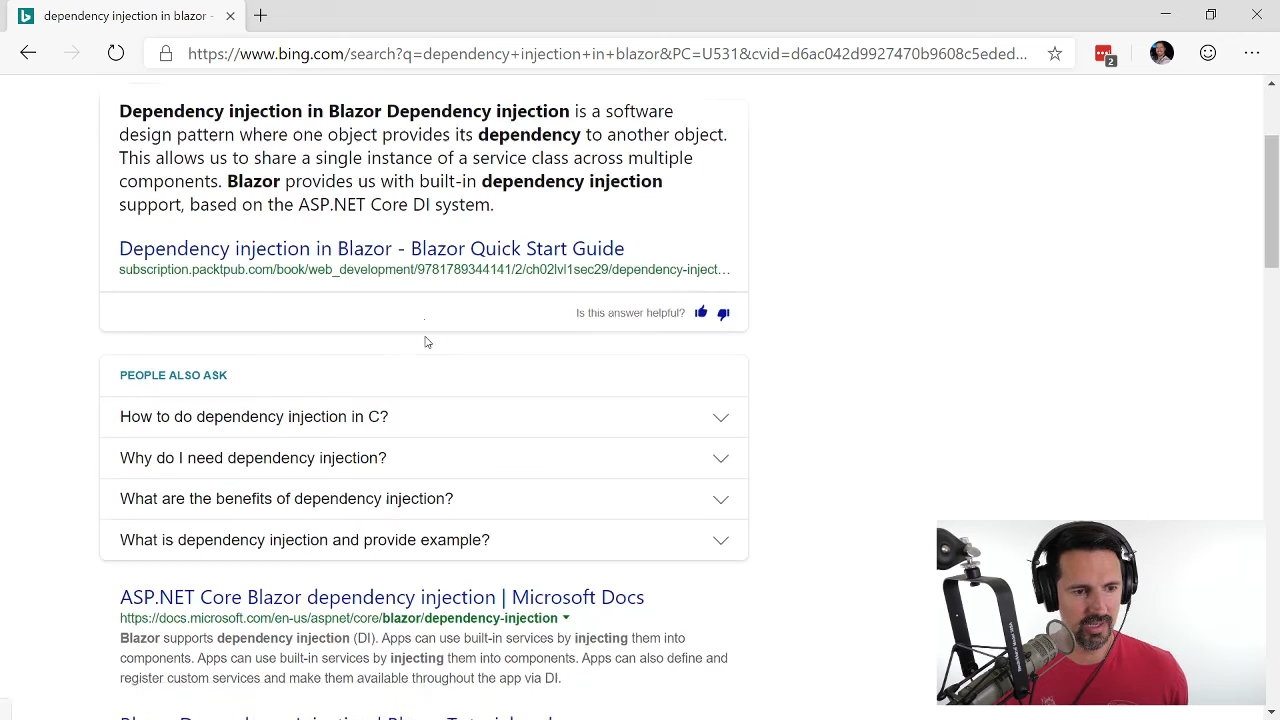 dependency injection in blazor -
https://www.bing.com/search?q=dependency+injection+in+blazor&PC=U531&cvid=d6ac042d9927470b9608c5eded...
2
Dependency injection in Blazor Dependency injection is a software
design pattern where one object provides its dependency to another object.
This allows us to share a single instance of a service class across multiple
components. Blazor provides us with built-in dependency injection
support, based on the ASP.NET Core DI system.
Dependency injection in Blazor - Blazor Quick Start Guide
subscription.packtpub.com/book/web_development/9781789344141/2/ch02lvl1sec29/dependency-inject...
Is this answer helpful?
PEOPLE ALSO ASK
How to do dependency injection in C?
Why do I need dependency injection?
What are the benefits of dependency injection?
What is dependency injection and provide example?
ASP.NET Core Blazor dependency injection | Microsoft Docs
https://docs.microsoft.com/en-us/aspnet/core/blazor/dependency-injection
Blazor supports dependency injection (DI). Apps can use built-in services by injecting them into
components. Apps can use built-in services by injecting them into components. Apps can also define and
register custom services and make them available throughout the app via DI.